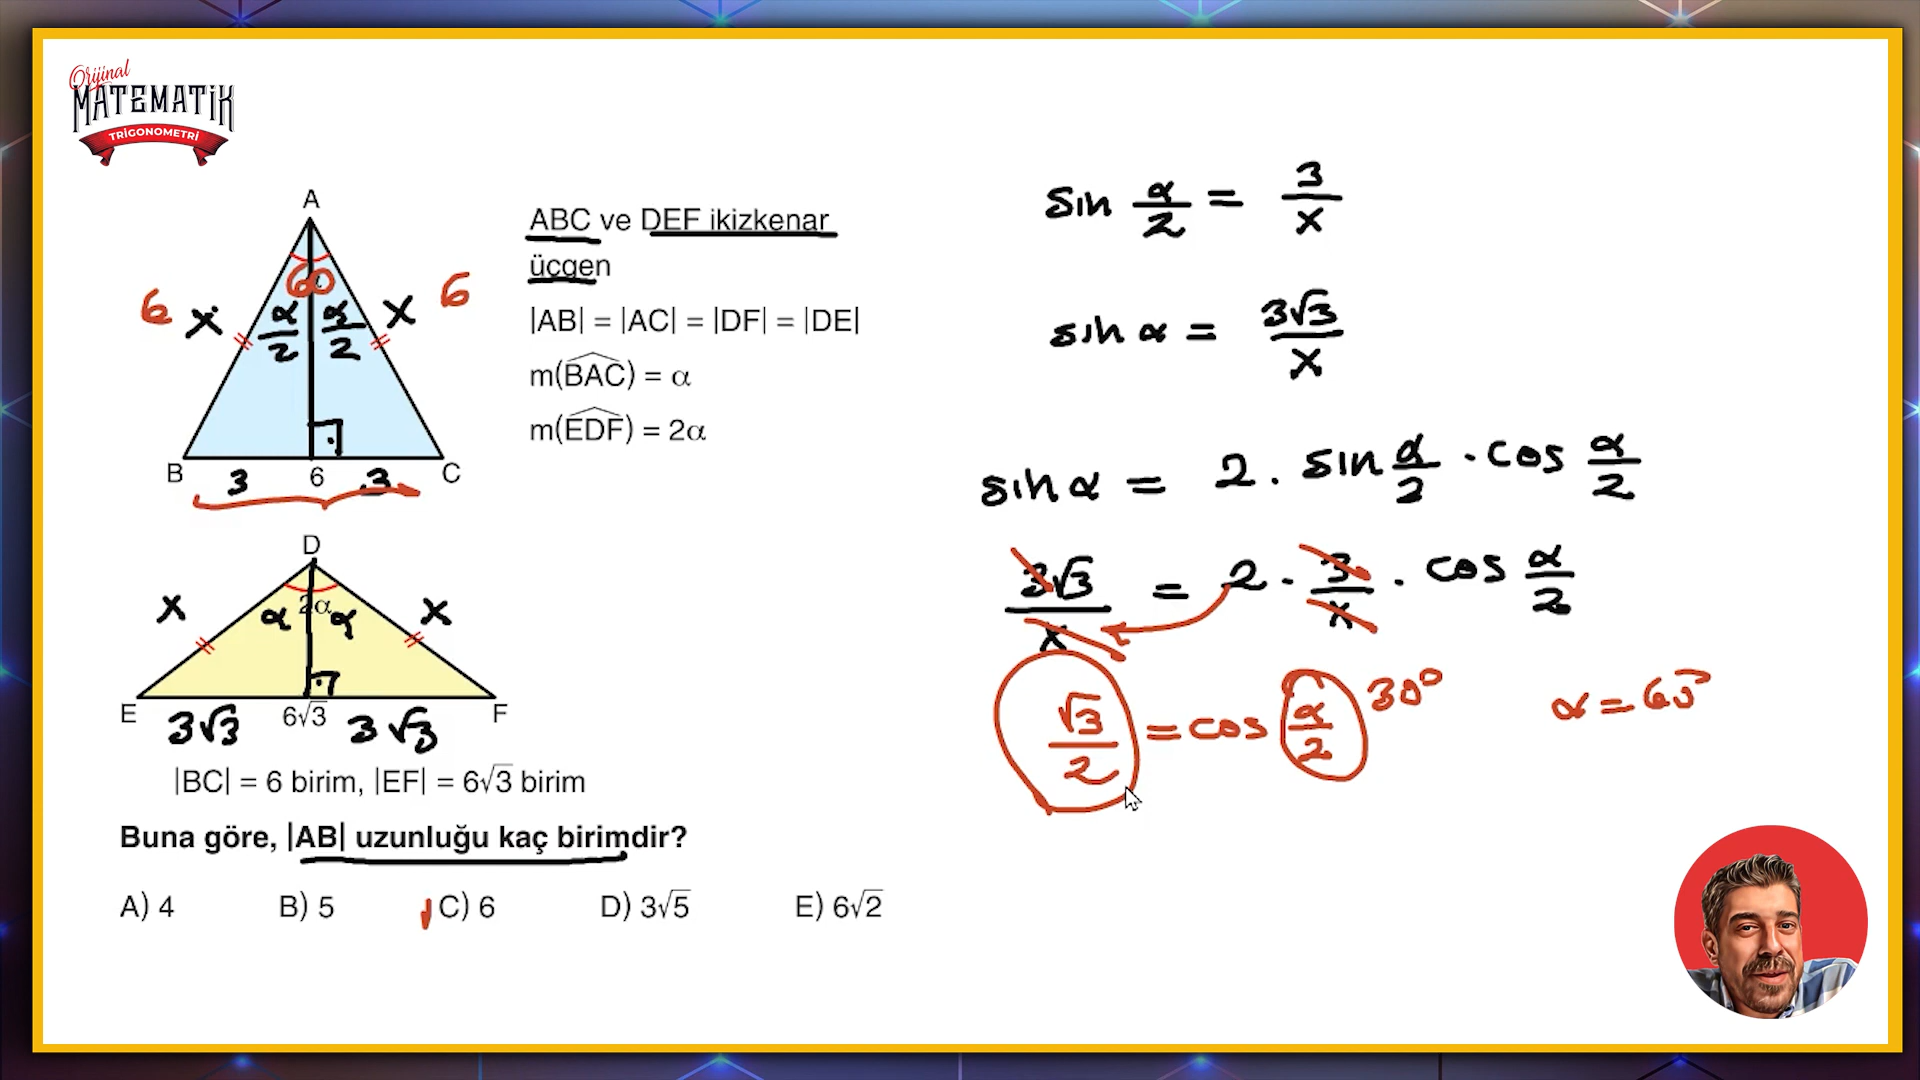 Orijinal
MATEMATİK
TRİGONOMETRİ
A
60
6 x x 6
α/2 α/2
B 3 6 3 C
ABC ve DEF ikizkenar
üçgen
|AB| = |AC| = |DF| = |DE|
m(BAC) = α
m(EDF) = 2α
D
x α 2α α x
E 3√3 6√3 3√3 F
|BC| = 6 birim, |EF| = 6√3 birim
Buna göre, |AB| uzunluğu kaç birimdir?
A) 4 B) 5 C) 6 D) 3√5 E) 6√2
sin α/2 = 3/x
sin α = 3√3/x
sin α = 2 . sin α/2 . cos α/2
3√3/x = 2 . 3/x . cos α/2
√3/2 = cos α/2 30° α = 60°